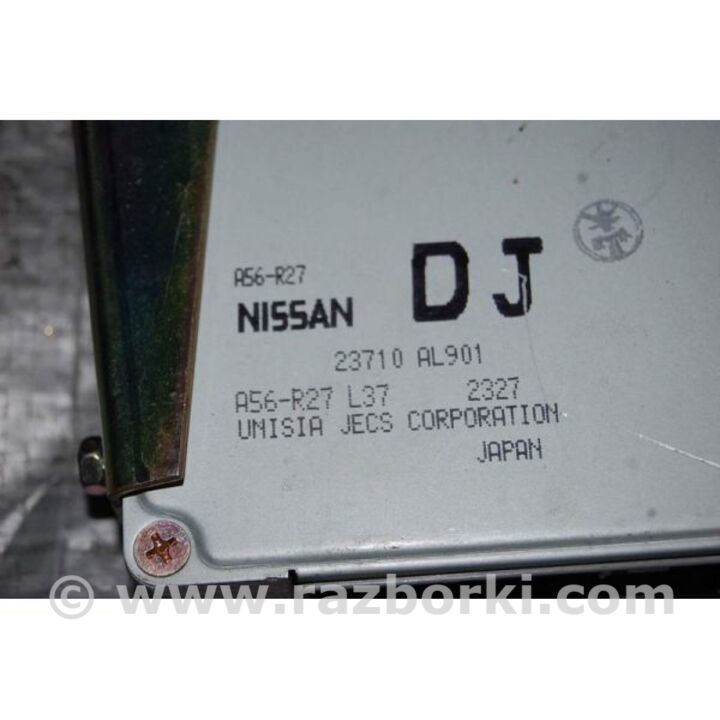 A56-R27
DJ
NISSAN
23710 AL901
A56-R27 L37 2327
UNISIA JECS CORPORATION
JAPAN
© www.razborki.com